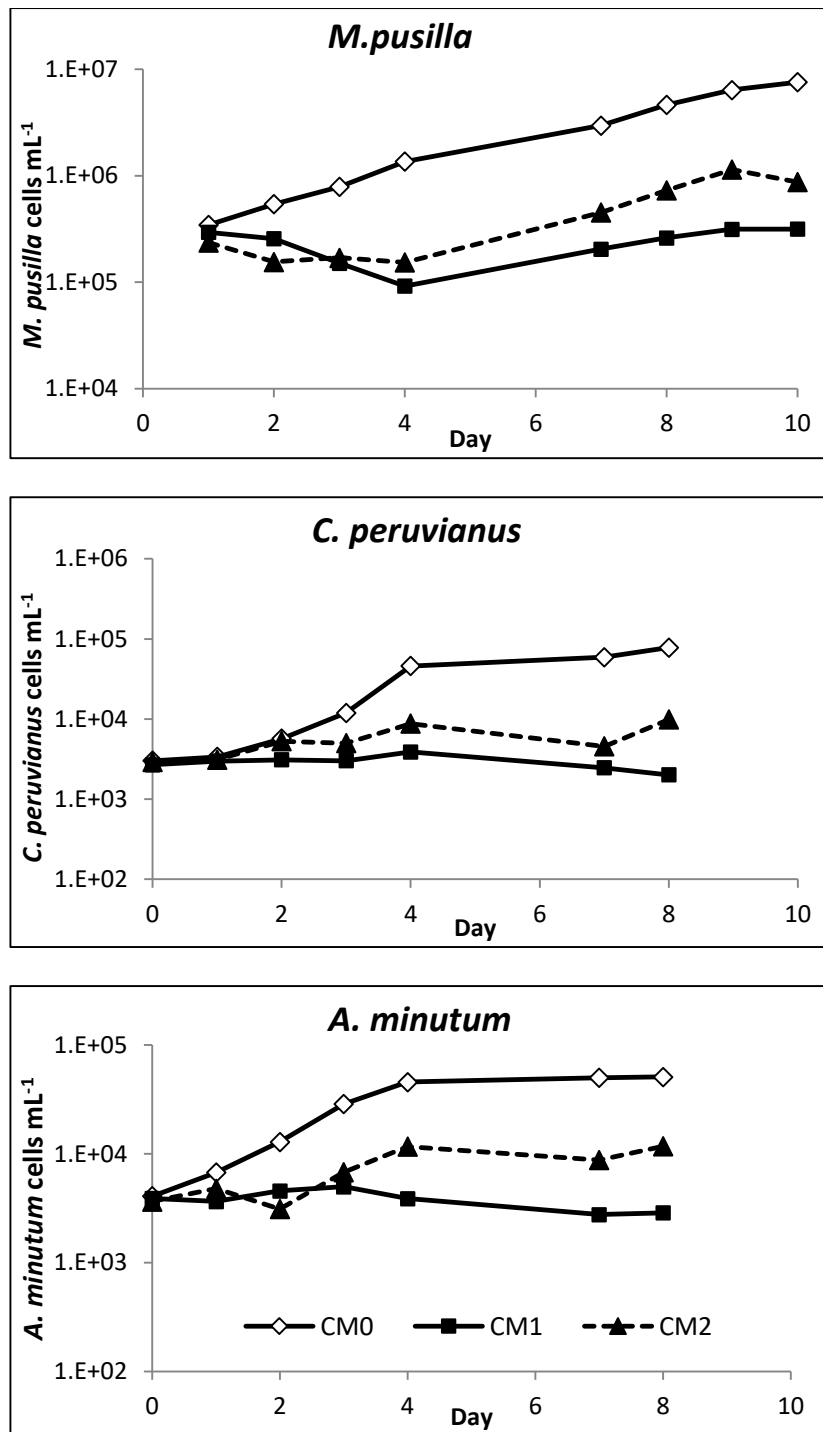 M.pusilla
M. pusilla cells mL-1
1.E+07
1.E+06
1.E+05
1.E+04
0 2 4 6 8 10
Day
C. peruvianus
C. peruvianus cells mL-1
1.E+06
1.E+05
1.E+04
1.E+03
1.E+02
0 2 4 6 8 10
Day
A. minutum
A. minutum cells mL-1
1.E+05
1.E+04
1.E+03
1.E+02
CM0 CM1 CM2
0 2 4 6 8 10
Day